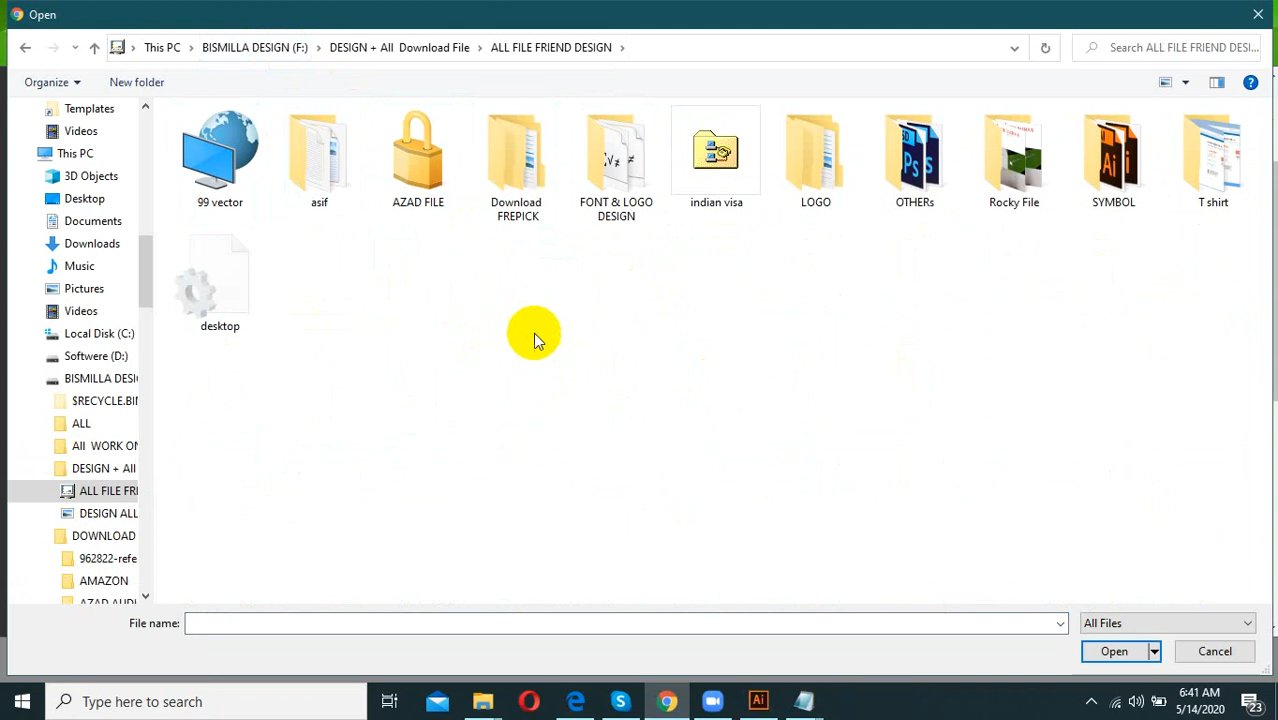 Open
This PC
BISMILLA DESIGN (F:)
DESIGN + All Download File
ALL FILE FRIEND DESIGN
Search ALL FILE FRIEND DESI...
Organize
New folder
Templates
Videos
This PC
3D Objects
Desktop
Documents
Downloads
Music
Pictures
Videos
Local Disk (C:)
Softwere (D:)
BISMILLA DESI
$RECYCLE.BIN
ALL
All WORK ON
DESIGN + All
ALL FILE FRI
DESIGN ALL
DOWNLOAD
962822-refe
AMAZON
AZAD AUDI
99 vector
asif
AZAD FILE
Download
FREPICK
FONT & LOGO
DESIGN
indian visa
LOGO
OTHERs
Rocky File
SYMBOL
T shirt
Ps
Ai
desktop
File name:
All Files
Open
Cancel
Type here to search
Ai
6:41 AM
5/14/2020
23